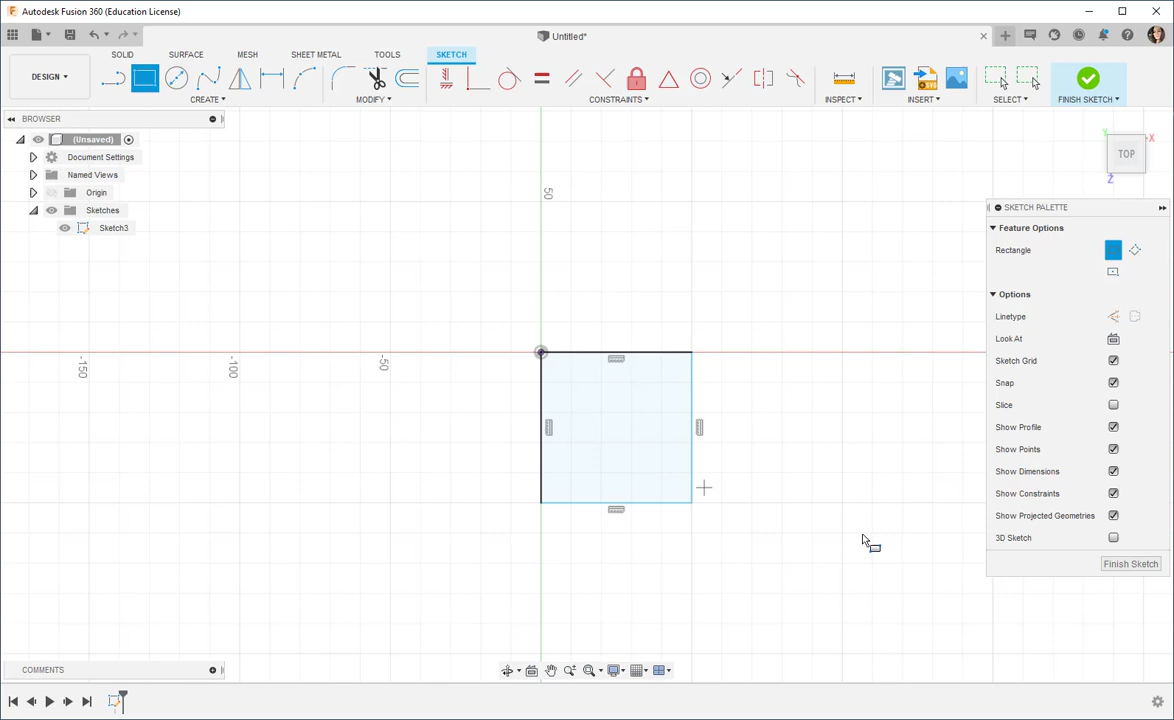 Autodesk Fusion 360 (Education License)
Untitled*
DESIGN
SOLID
SURFACE
MESH
SHEET METAL
TOOLS
SKETCH
CREATE
MODIFY
CONSTRAINTS
INSPECT
INSERT
SELECT
FINISH SKETCH
BROWSER
(Unsaved)
Document Settings
Named Views
Origin
Sketches
Sketch3
TOP
X
Y
Z
50
-150
-100
-50
SKETCH PALETTE
Feature Options
Rectangle
Options
Linetype
Look At
Sketch Grid
Snap
Slice
Show Profile
Show Points
Show Dimensions
Show Constraints
Show Projected Geometries
3D Sketch
Finish Sketch
COMMENTS